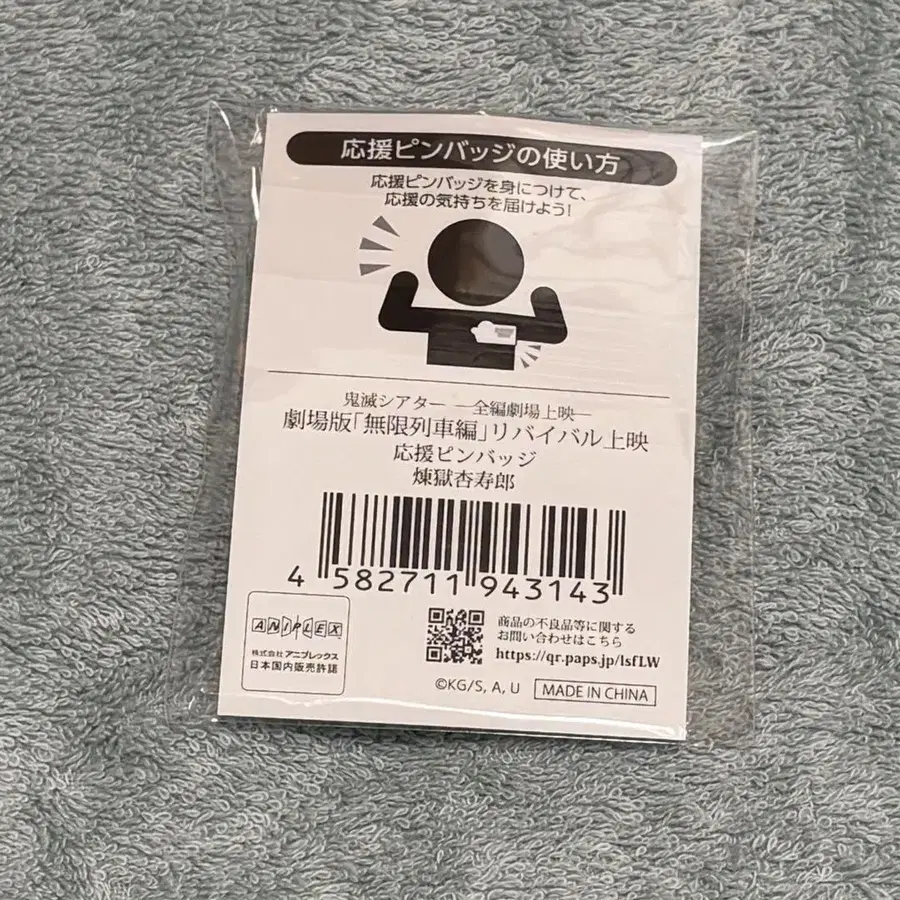 応援ピンバッジの使い方
応援ピンバッジを身につけて、
応援の気持ちを届けよう!
鬼滅シアター ―全編劇場上映―
劇場版「無限列車編」リバイバル上映
応援ピンバッジ
煉獄杏寿郎
4 582711 943143
ANIPLEX
株式会社 アニプレックス
日本国内販売許諾
商品の不良品等に関する
お問い合わせはこちら
https://qr.paps.jp/lsfLW
©KG/S, A, U
MADE IN CHINA